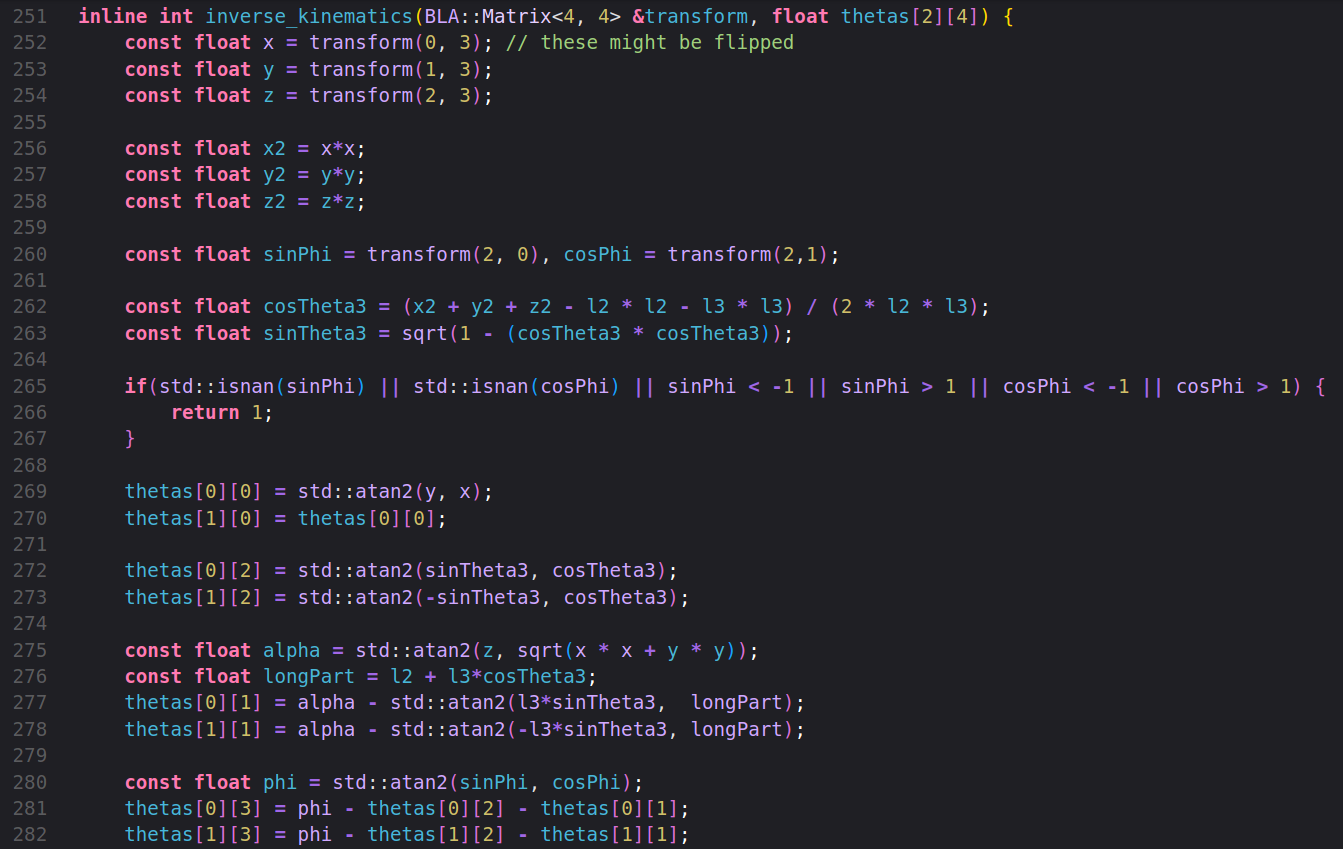 251 inline int inverse_kinematics(BLA::Matrix<4, 4> &transform, float thetas[2][4]) {
252     const float x = transform(0, 3); // these might be flipped
253     const float y = transform(1, 3);
254     const float z = transform(2, 3);
255
256     const float x2 = x*x;
257     const float y2 = y*y;
258     const float z2 = z*z;
259
260     const float sinPhi = transform(2, 0), cosPhi = transform(2,1);
261
262     const float cosTheta3 = (x2 + y2 + z2 - l2 * l2 - l3 * l3) / (2 * l2 * l3);
263     const float sinTheta3 = sqrt(1 - (cosTheta3 * cosTheta3));
264
265     if(std::isnan(sinPhi) || std::isnan(cosPhi) || sinPhi < -1 || sinPhi > 1 || cosPhi < -1 || cosPhi > 1) {
266         return 1;
267     }
268
269     thetas[0][0] = std::atan2(y, x);
270     thetas[1][0] = thetas[0][0];
271
272     thetas[0][2] = std::atan2(sinTheta3, cosTheta3);
273     thetas[1][2] = std::atan2(-sinTheta3, cosTheta3);
274
275     const float alpha = std::atan2(z, sqrt(x * x + y * y));
276     const float longPart = l2 + l3*cosTheta3;
277     thetas[0][1] = alpha - std::atan2(l3*sinTheta3,  longPart);
278     thetas[1][1] = alpha - std::atan2(-l3*sinTheta3, longPart);
279
280     const float phi = std::atan2(sinPhi, cosPhi);
281     thetas[0][3] = phi - thetas[0][2] - thetas[0][1];
282     thetas[1][3] = phi - thetas[1][2] - thetas[1][1];